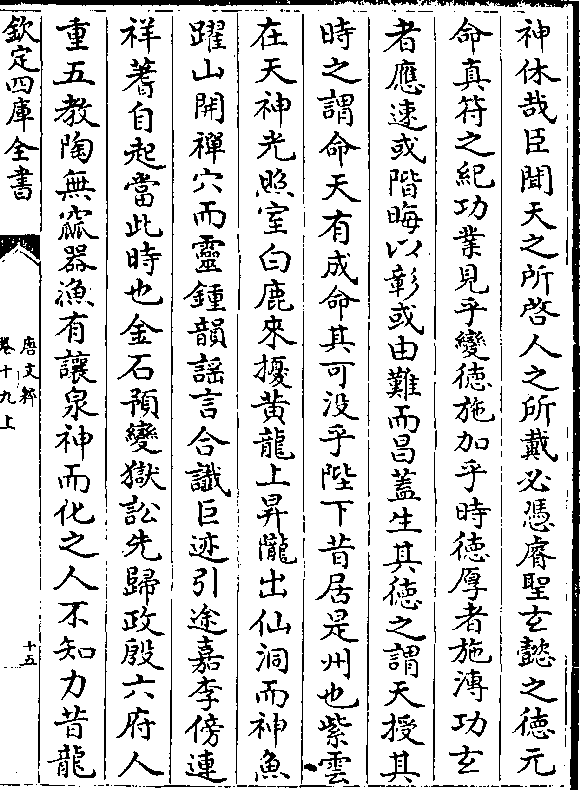 神休哉臣聞天之所啓人之所戴必憑睿聖玄懿之徳元
命真符之紀功業見乎變徳施加乎時徳厚者施溥功玄
者應速或階晦以彰或由難而昌蓋生其徳之謂天授其
時之謂命天有成命其可没乎陛下昔居是州也紫雲
在天神光照室白鹿來擾黄龍上昇隴出仙洞而神魚
躍山開禪穴而靈鍾韻謡言合讖巨迹引途嘉李傍連
祥蓍自起當此時也金石預變獄訟先歸政殷六府人
重五教陶無窳器漁有讓泉神而化之人不知力昔龍
欽定四庫全書
唐文粹
卷十九上
十五